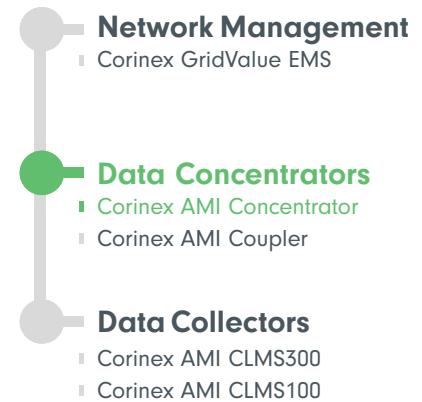 Network Management
Corinex GridValue EMS
Data Concentrators
Corinex AMI Concentrator
Corinex AMI Coupler
Data Collectors
Corinex AMI CLMS300
Corinex AMI CLMS100